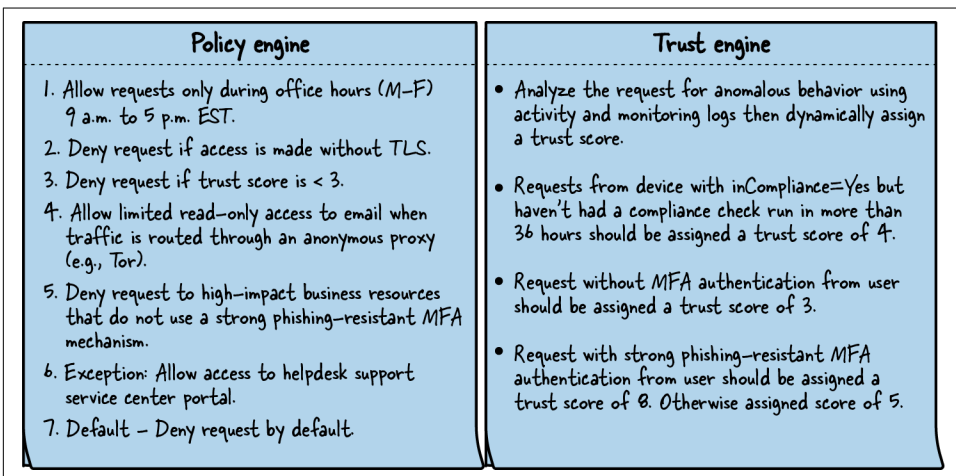 Policy engine
1. Allow requests only during office hours (M–F)
9 a.m. to 5 p.m. EST.
2. Deny request if access is made without TLS.
3. Deny request if trust score is < 3.
4. Allow limited read–only access to email when
traffic is routed through an anonymous proxy
(e.g., Tor).
5. Deny request to high–impact business resources
that do not use a strong phishing–resistant MFA
mechanism.
6. Exception: Allow access to helpdesk support
service center portal.
7. Default – Deny request by default.
Trust engine
• Analyze the request for anomalous behavior using
activity and monitoring logs then dynamically assign
a trust score.
• Requests from device with inCompliance=Yes but
haven't had a compliance check run in more than
36 hours should be assigned a trust score of 4.
• Request without MFA authentication from user
should be assigned a trust score of 3.
• Request with strong phishing–resistant MFA
authentication from user should be assigned a
trust score of 8. Otherwise assigned score of 5.